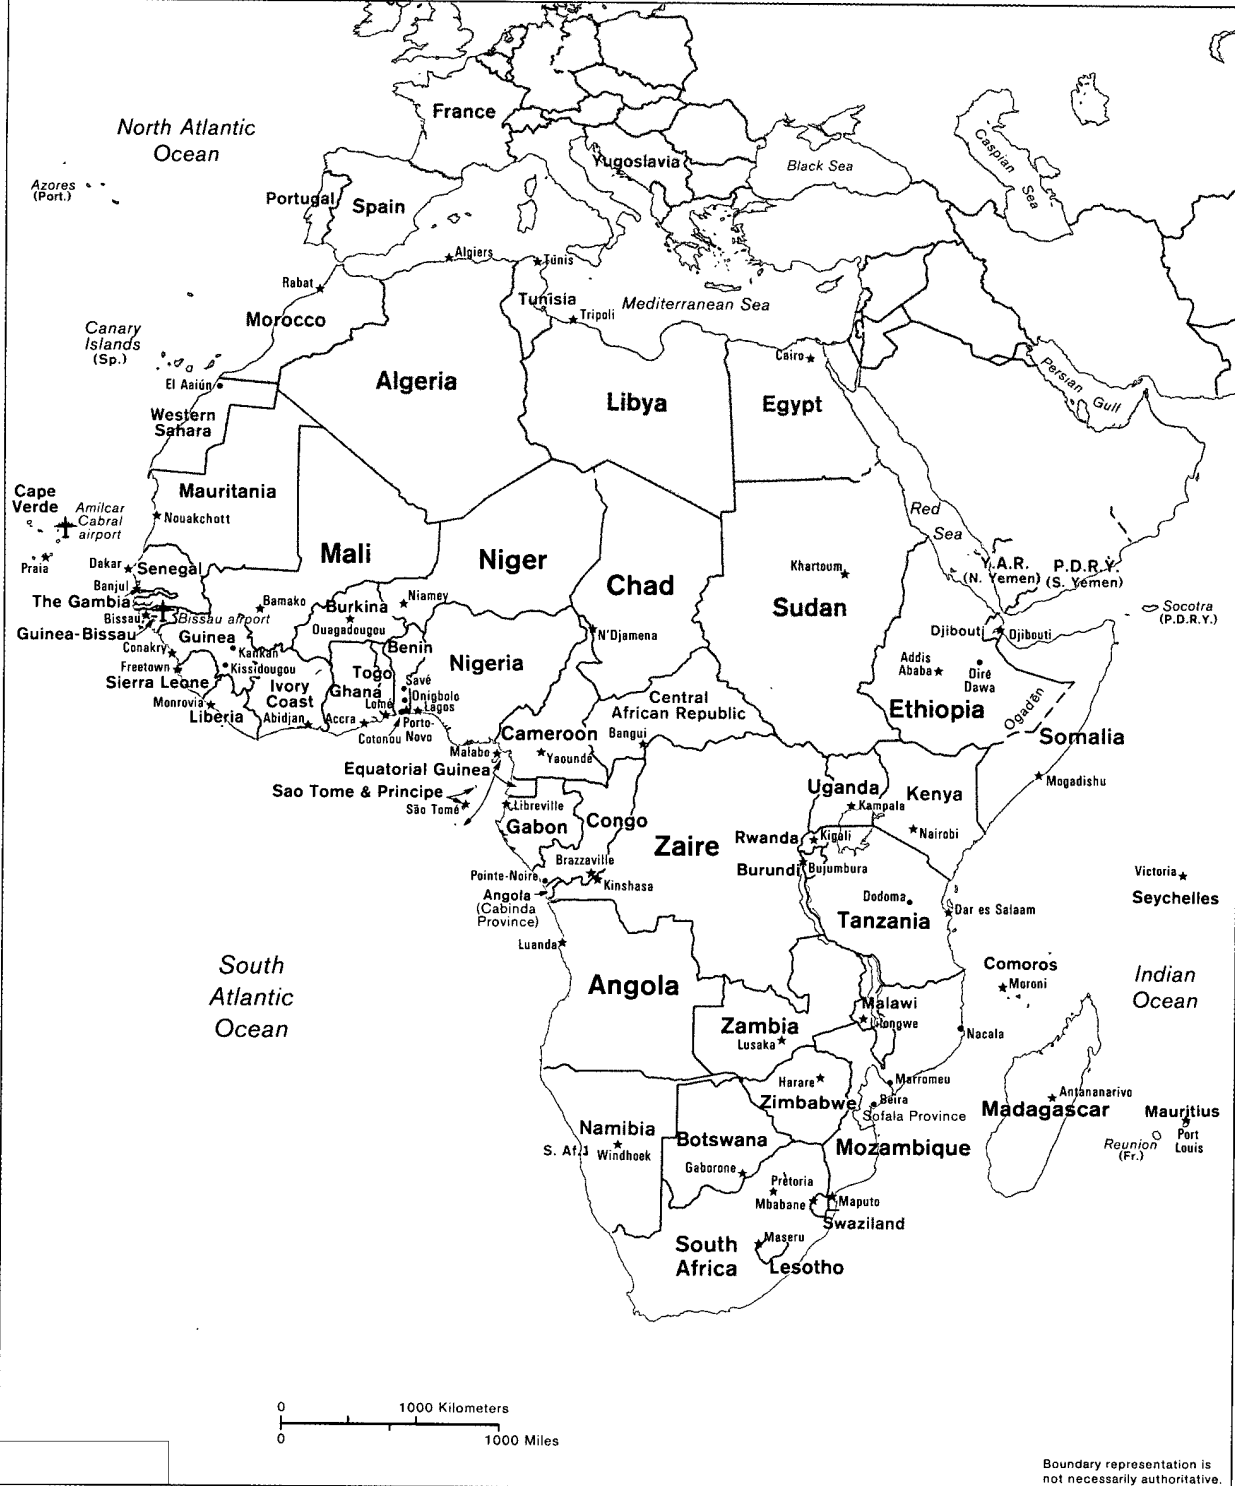 France
North Atlantic
Ocean
Yugoslavia
Black Sea
Caspian
Sea
Azores
(Port.)
Portugal
Spain
Algiers
Tunis
Rabat
Tunisia
Mediterranean Sea
Tripoli
Morocco
Canary
Islands
(Sp.)
Cairo
Persian
Gulf
El Aaiún
Algeria
Libya
Egypt
Western
Sahara
Cape
Verde
Mauritania
Amilcar
Cabral
airport
Nouakchott
Red
Sea
Praia
Dakar
Senegal
Mali
Niger
Chad
Khartoum
Y.A.R.
(N. Yemen)
P.D.R.Y.
(S. Yemen)
Banjul
The Gambia
Bamako
Burkina
Niamey
Sudan
Socotra
(P.D.R.Y.)
Bissau
Bissau airport
Ouagadougou
Guinea-Bissau
Guinea
N'Djamena
Djibouti
Djibouti
Conakry
Kankan
Benin
Freetown
Kissidougou
Nigeria
Addis
Ababa
Diré
Dawa
Sierra Leone
Ivory
Coast
Togo
Ghana
Savé
Onigbolo
Lagos
Lomé
Central
African Republic
Ogaden
Monrovia
Liberia
Abidjan
Accra
Porto-
Novo
Cotonou
Ethiopia
Cameroon
Bangui
Somalia
Malabo
Yaoundé
Equatorial Guinea
Mogadishu
Sao Tome & Principe
São Tomé
Libreville
Uganda
Kampala
Kenya
Gabon
Congo
Zaire
Rwanda
Kigali
Nairobi
Brazzaville
Burundi
Bujumbura
Pointe-Noire
Kinshasa
Victoria
Seychelles
Angola
(Cabinda
Province)
Dodoma
Tanzania
Dar es Salaam
Luanda
South
Atlantic
Ocean
Angola
Comoros
Moroni
Indian
Ocean
Malawi
Lilongwe
Zambia
Lusaka
Nacala
Harare
Marromeu
Zimbabwe
Beira
Sofala Province
Antananarivo
Madagascar
Mauritius
Port
Louis
Reunion
(Fr.)
Namibia
S. Af.
Windhoek
Botswana
Mozambique
Gaborone
Pretoria
Mbabane
Maputo
Swaziland
South
Africa
Maseru
Lesotho
0
1000 Kilometers
0
1000 Miles
Boundary representation is
not necessarily authoritative.